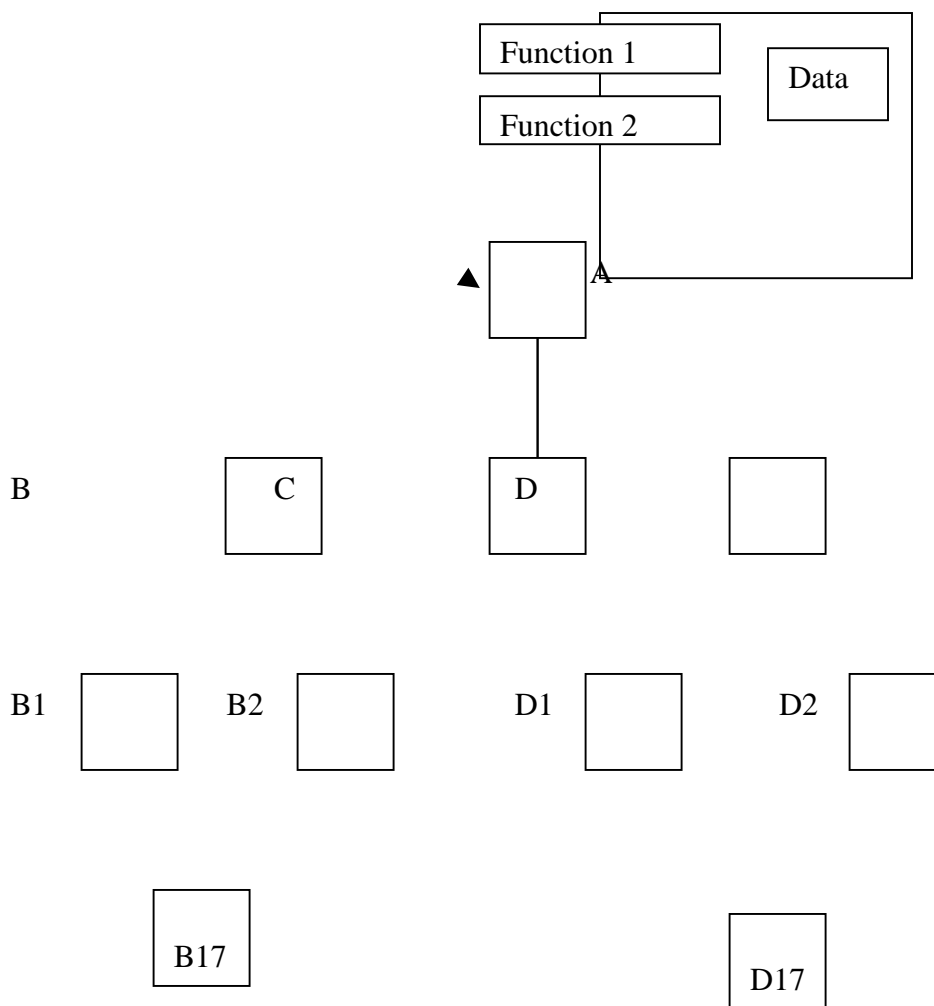 Function 1
Data
Function 2
A
B C D
B1 B2 D1 D2
B17
D17